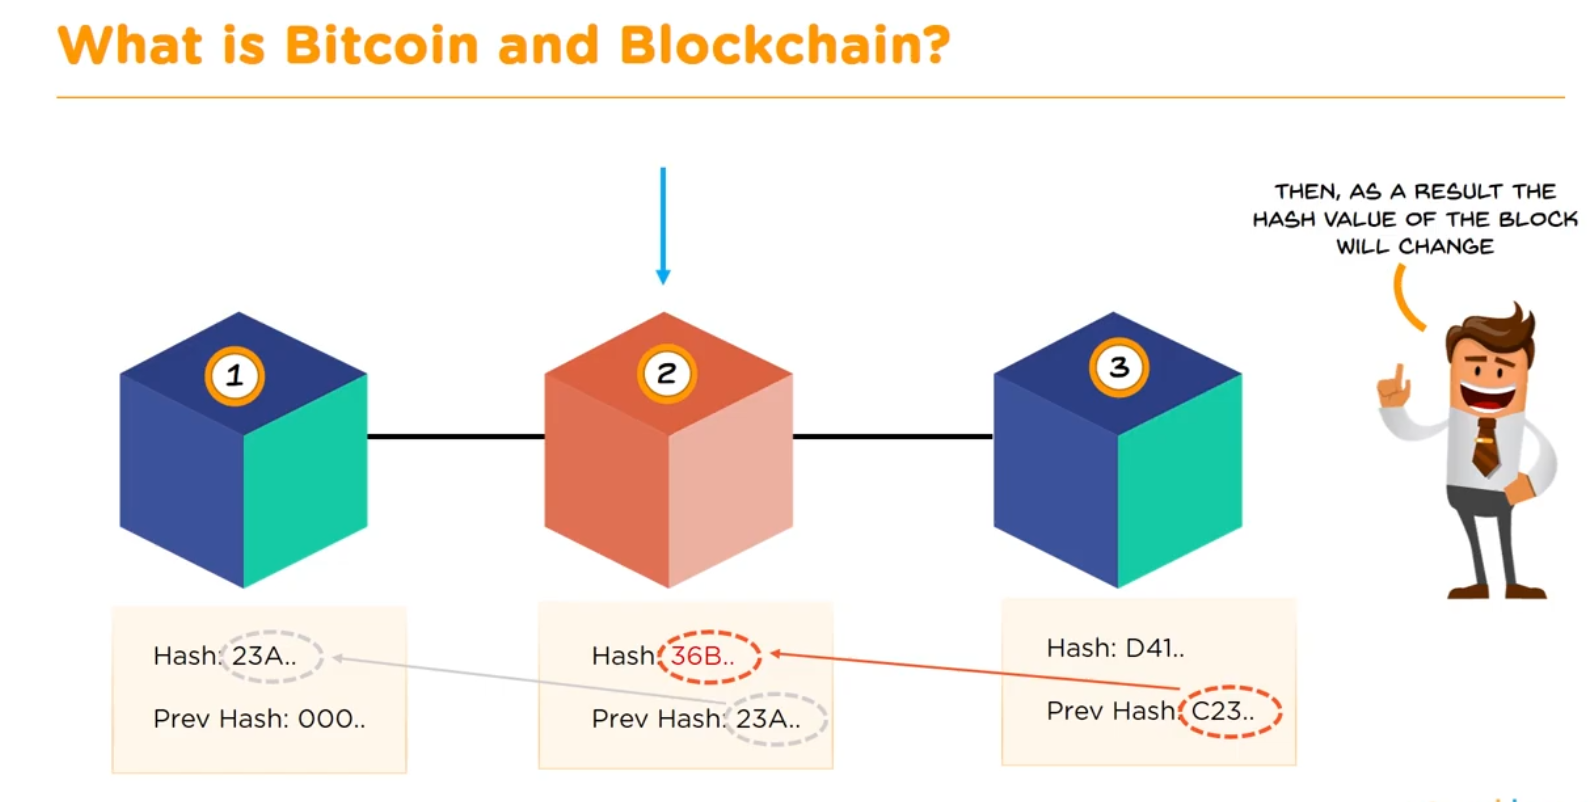 What is Bitcoin and Blockchain?
THEN, AS A RESULT THE
HASH VALUE OF THE BLOCK
WILL CHANGE
1
2
3
Hash: 23A..
Prev Hash: 000..
Hash: 36B..
Prev Hash: 23A..
Hash: D41..
Prev Hash: C23..